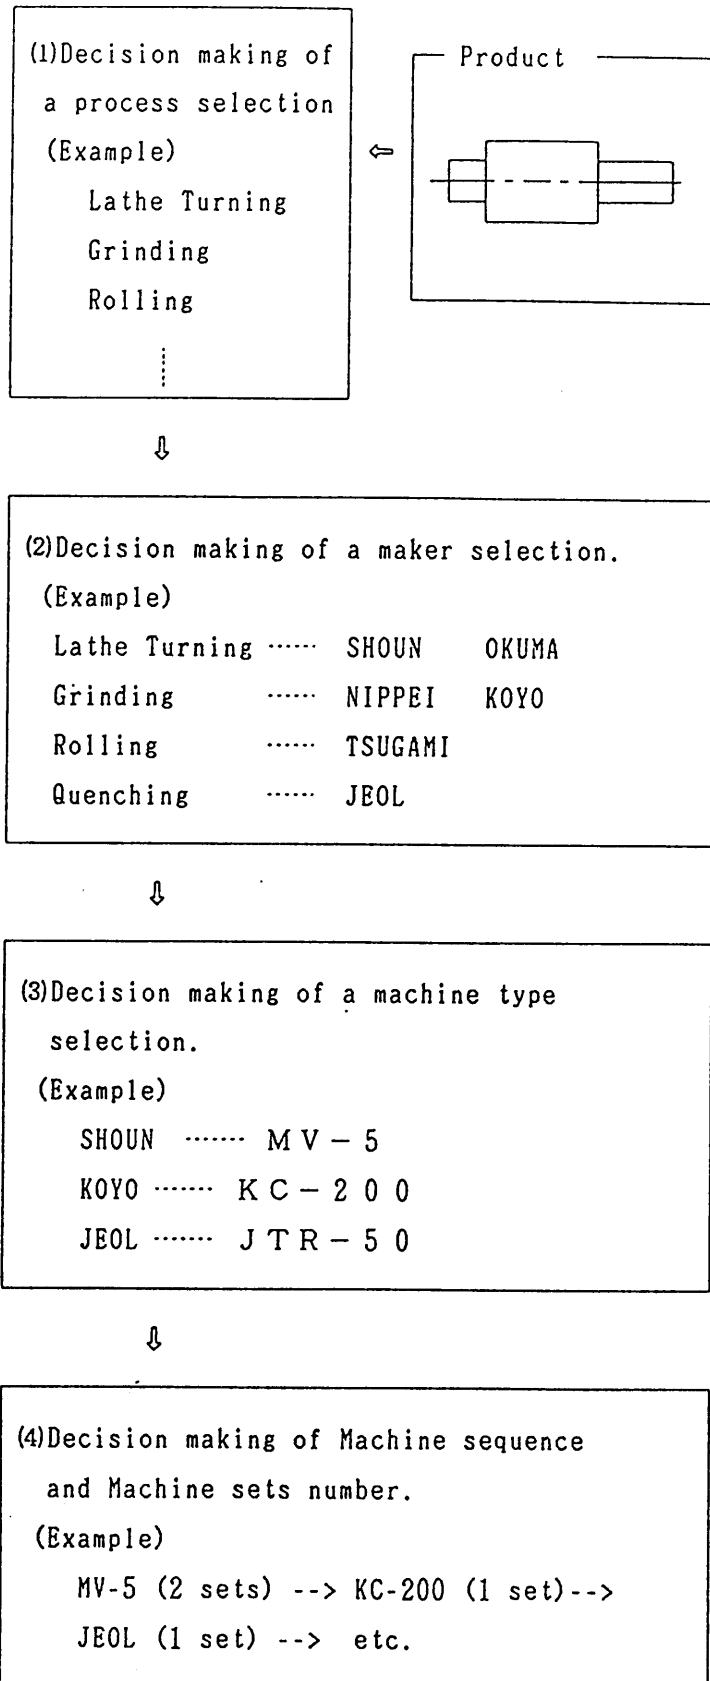 (1)Decision making of
a process selection
(Example)
Lathe Turning
Grinding
Rolling
Product
(2)Decision making of a maker selection.
(Example)
Lathe Turning ······ SHOUN OKUMA
Grinding ······ NIPPEI KOYO
Rolling ······ TSUGAMI
Quenching ······ JEOL
(3)Decision making of a machine type
selection.
(Example)
SHOUN ······· MV-5
KOYO ······· KC-200
JEOL ······· JTR-50
(4)Decision making of Machine sequence
and Machine sets number.
(Example)
MV-5 (2 sets) --> KC-200 (1 set)-->
JEOL (1 set) --> etc.